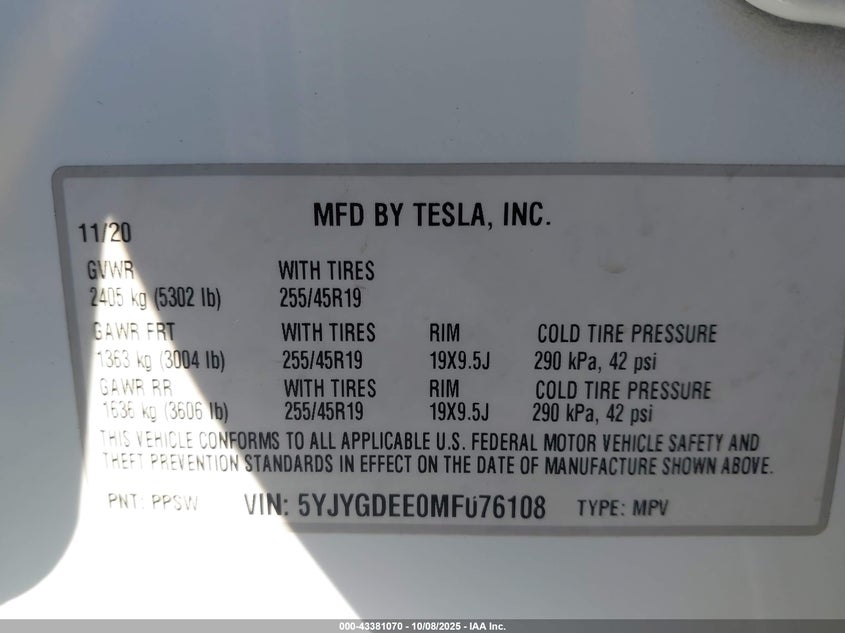 MFD BY TESLA, INC.
11/20
GVWR WITH TIRES
2405 kg (5302 lb) 255/45R19
GAWR FRT WITH TIRES RIM COLD TIRE PRESSURE
1363 kg (3004 lb) 255/45R19 19X9.5J 290 kPa, 42 psi
GAWR RR WITH TIRES RIM COLD TIRE PRESSURE
1636 kg (3606 lb) 255/45R19 19X9.5J 290 kPa, 42 psi
THIS VEHICLE CONFORMS TO ALL APPLICABLE U.S. FEDERAL MOTOR VEHICLE SAFETY AND
THEFT PREVENTION STANDARDS IN EFFECT ON THE DATE OF MANUFACTURE SHOWN ABOVE.
PNT: PPSW VIN: 5YJYGDEE0MF076108 TYPE: MPV
000-43381070 - 10/08/2025 - IAA Inc.